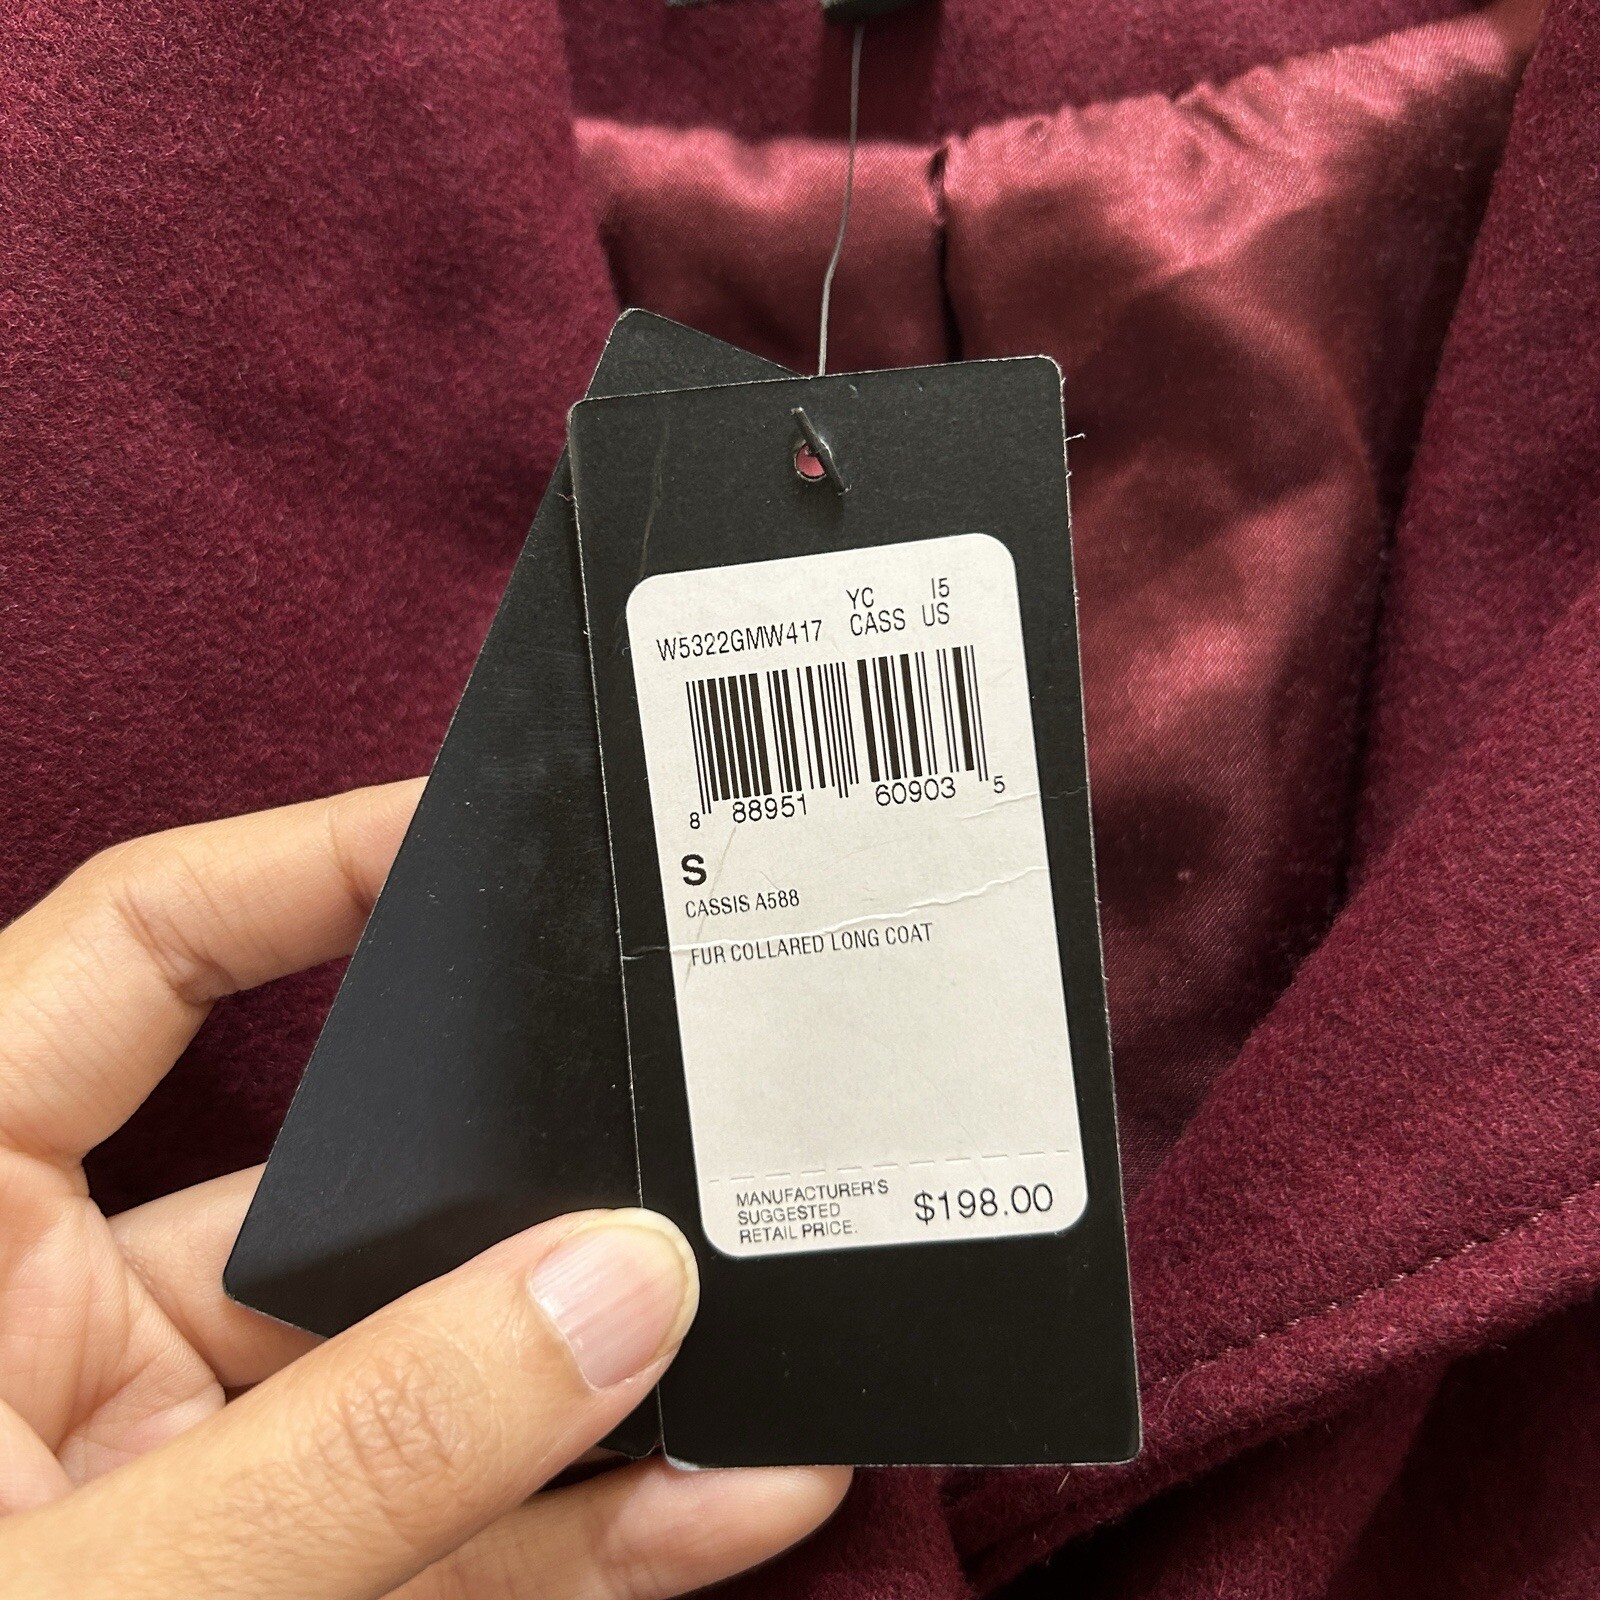 YC I5
W5322GMW417 CASS US
8 88951 60903 5
S
CASSIS A588
FUR COLLARED LONG COAT
MANUFACTURER'S
SUGGESTED
RETAIL PRICE.
$198.00